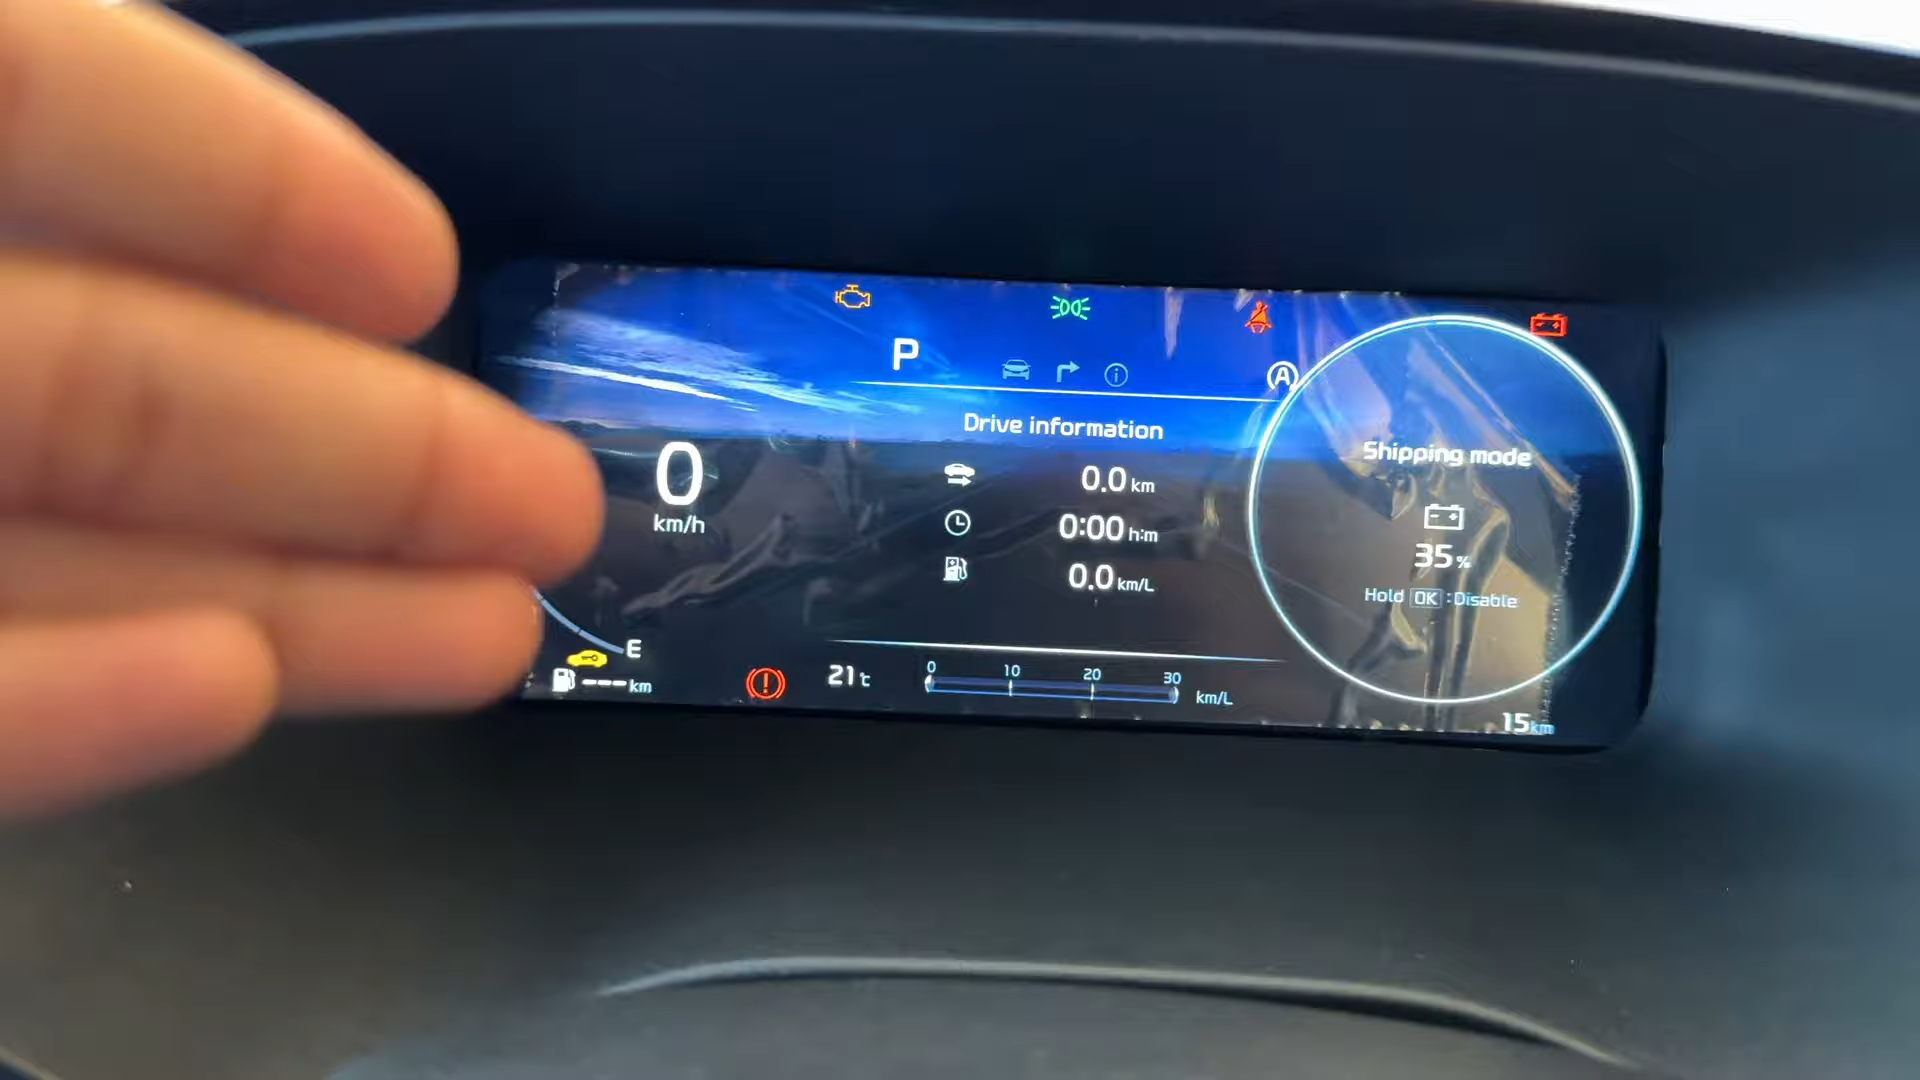 P
A
Drive information
0
km/h
0.0 km
0:00 h:m
0.0 km/L
Shipping mode
35 %
Hold OK : Disable
E
--- km
21 ℃
0 10 20 30
km/L
15 km